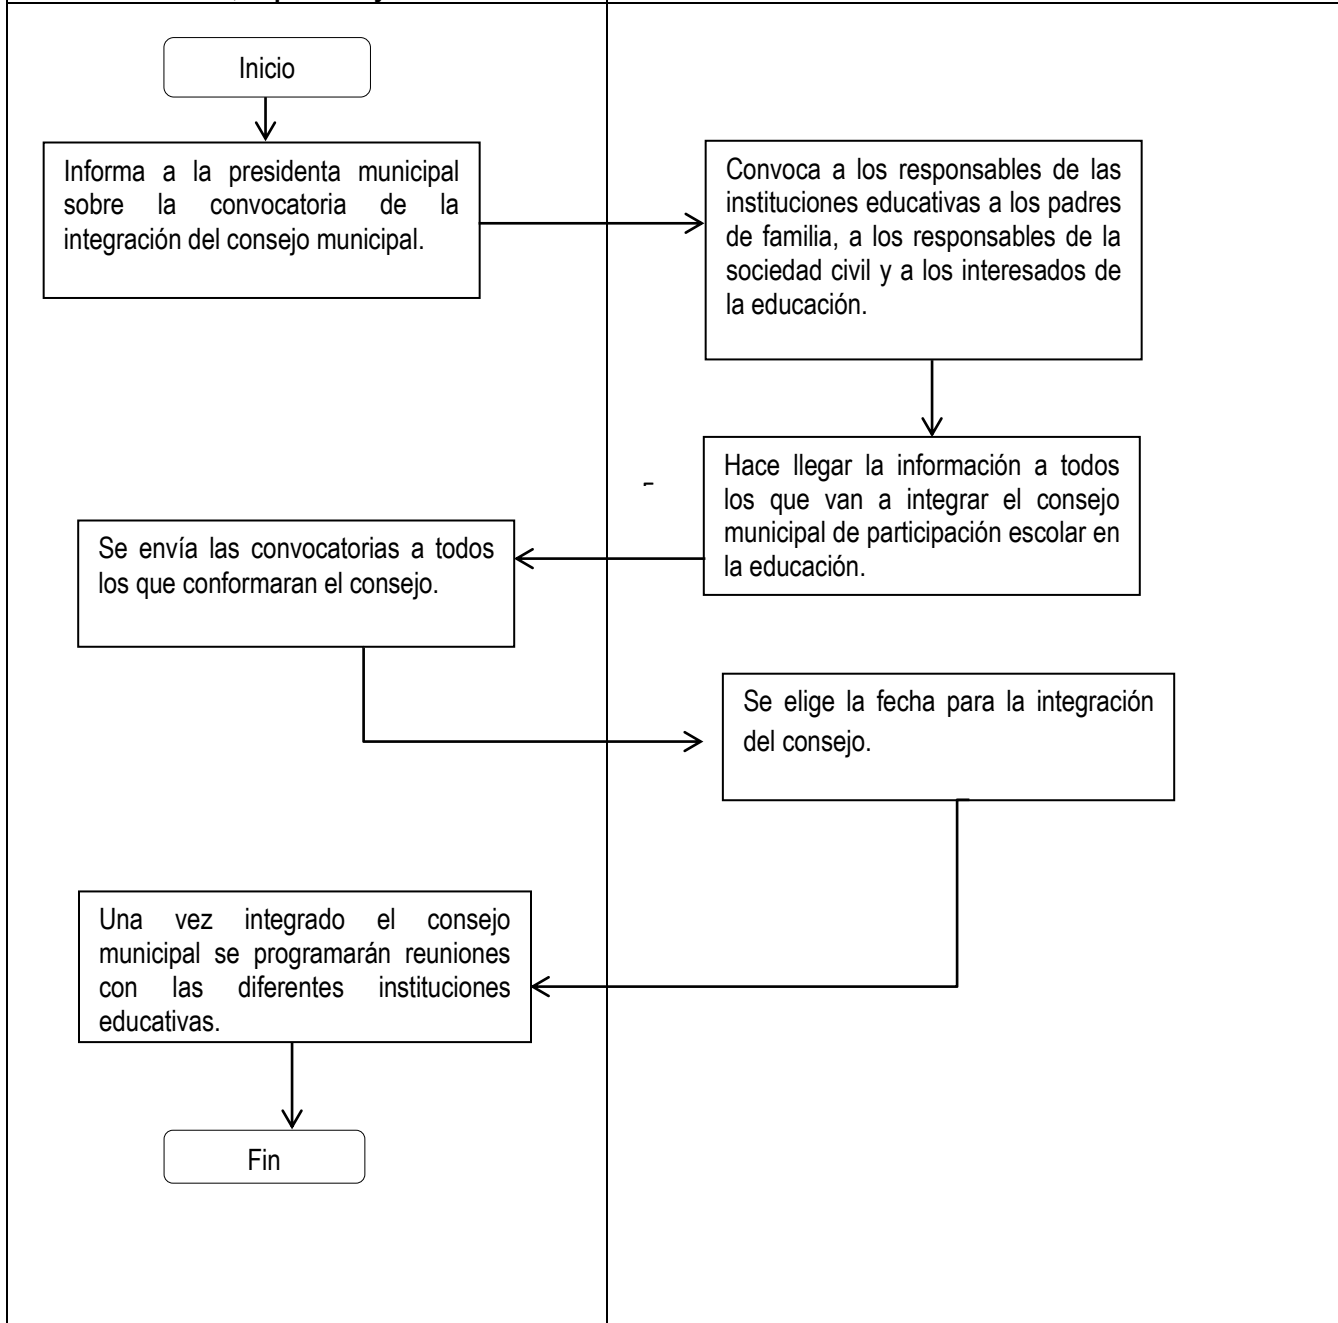 Inicio
Informa a la presidenta municipal
sobre la convocatoria de la
integración del consejo municipal.
Convoca a los responsables de las
instituciones educativas a los padres
de familia, a los responsables de la
sociedad civil y a los interesados de
la educación.
Hace llegar la información a todos
los que van a integrar el consejo
municipal de participación escolar en
la educación.
Se envía las convocatorias a todos
los que conformaran el consejo.
Se elige la fecha para la integración
del consejo.
Una vez integrado el consejo
municipal se programarán reuniones
con las diferentes instituciones
educativas.
Fin